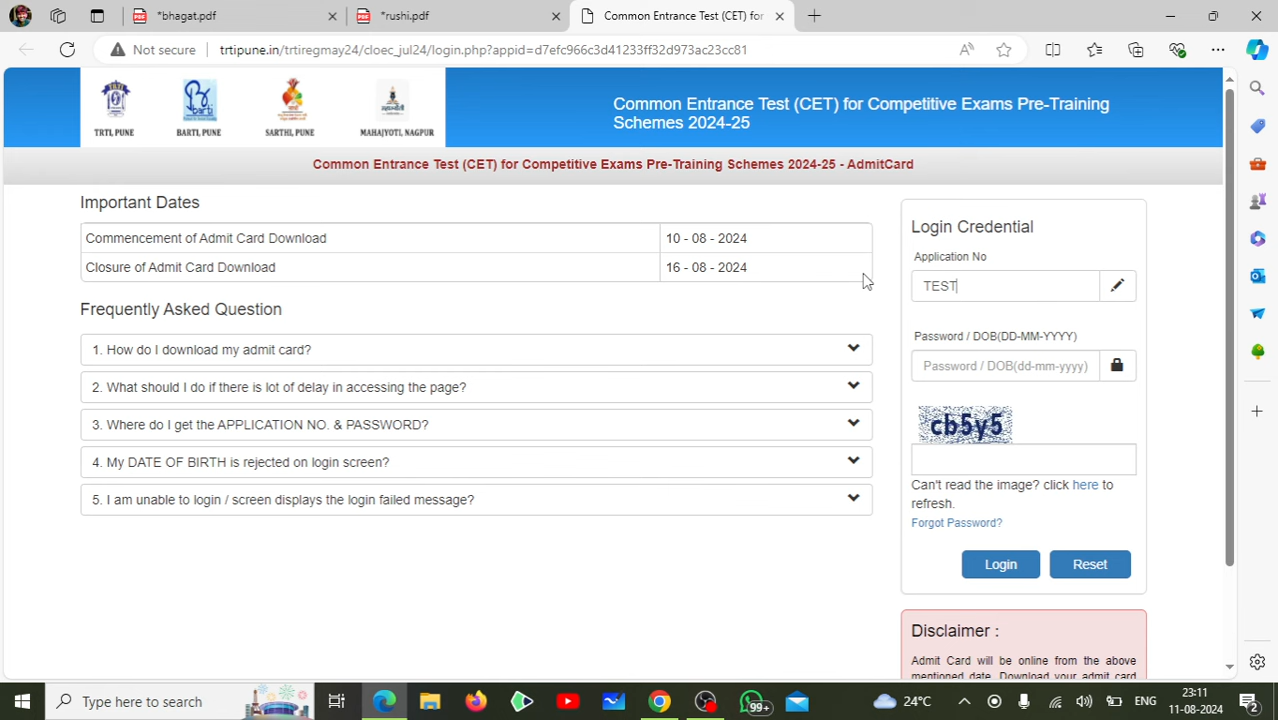 *bhagat.pdf
*rushi.pdf
Common Entrance Test (CET) for
Not secure
trtipune.in/trtiregmay24/cloec_jul24/login.php?appid=d77fc966c3d41233ff32d973ac23cc81
TRTI, PUNE
BARTI, PUNE
SARTHI, PUNE
MAHAJYOTI, NAGPUR
Common Entrance Test (CET) for Competitive Exams Pre-Training
Schemes 2024-25
Common Entrance Test (CET) for Competitive Exams Pre-Training Schemes 2024-25 - AdmitCard
Important Dates
Commencement of Admit Card Download 10 - 08 - 2024
Closure of Admit Card Download 16 - 08 - 2024
Frequently Asked Question
1. How do I download my admit card?
2. What should I do if there is lot of delay in accessing the page?
3. Where do I get the APPLICATION NO. & PASSWORD?
4. My DATE OF BIRTH is rejected on login screen?
5. I am unable to login / screen displays the login failed message?
Login Credential
Application No
TEST
Password / DOB(DD-MM-YYYY)
Password / DOB(dd-mm-yyyy)
cb5y5
Can't read the image? click here to
refresh.
Forgot Password?
Login
Reset
Disclaimer :
Admit Card will be online from the above
mentioned date. Download your admit card
Type here to search
99+
24°C
ENG
23:11
11-08-2024
2